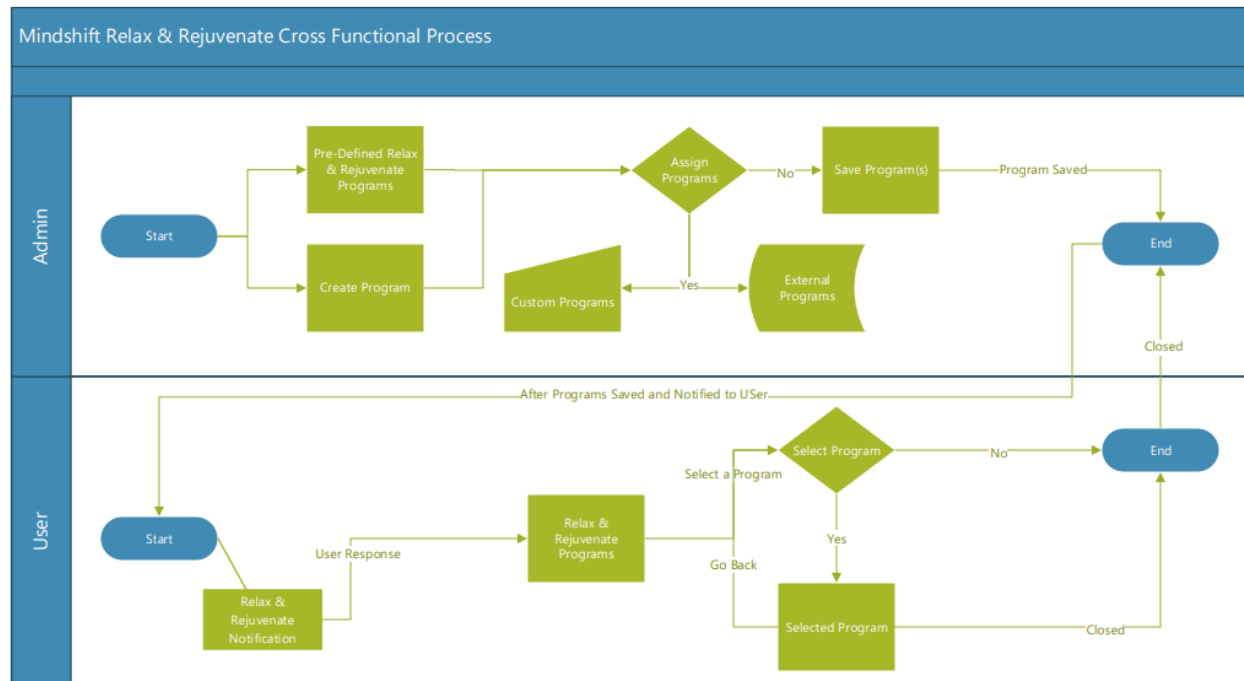 Mindshift Relax & Rejuvenate Cross Functional Process
Admin
Start
Pre-Defined Relax
& Rejuvenate
Programs
Create Program
Assign
Programs
No
Save Program(s)
Program Saved
End
Custom Programs
Yes
External
Programs
Closed
User
After Programs Saved and Notified to USer
Start
Relax &
Rejuvenate
Notification
User Response
Relax &
Rejuvenate
Programs
Select a Program
Select Program
No
End
Yes
Go Back
Selected Program
Closed